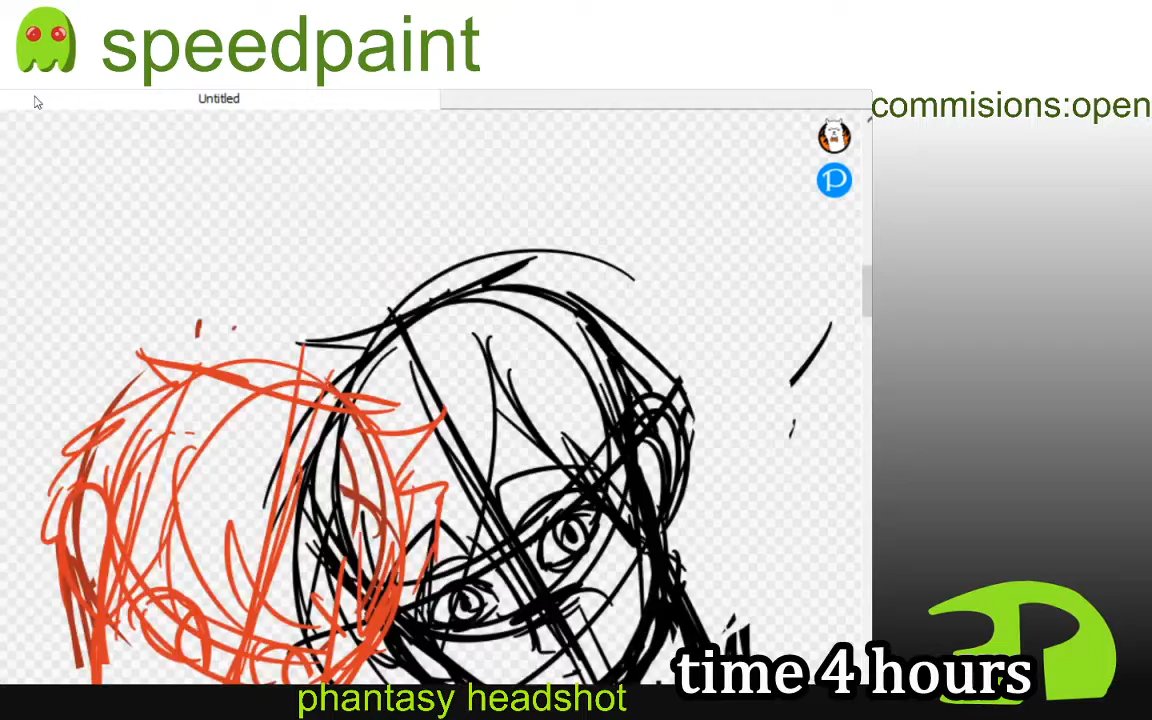 speedpaint
Untitled
commisions:open
time 4 hours
phantasy headshot